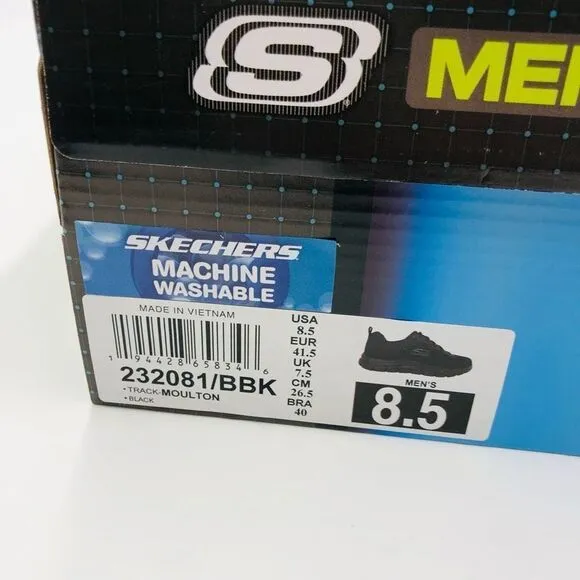 S
MEN
SKECHERS
MACHINE
WASHABLE
MADE IN VIETNAM
1 94428 65834 6
232081/BBK
• TRACK-MOULTON
• BLACK
USA
8.5
EUR
41.5
UK
7.5
CM
26.5
BRA
40
MEN'S
8.5